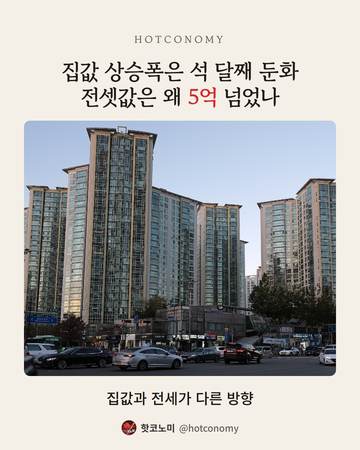 HOTCONOMY
집값 상승폭은 석 달째 둔화
전셋값은 왜 5억 넘었나
집값과 전세가 다른 방향
핫코노미 @hotconomy